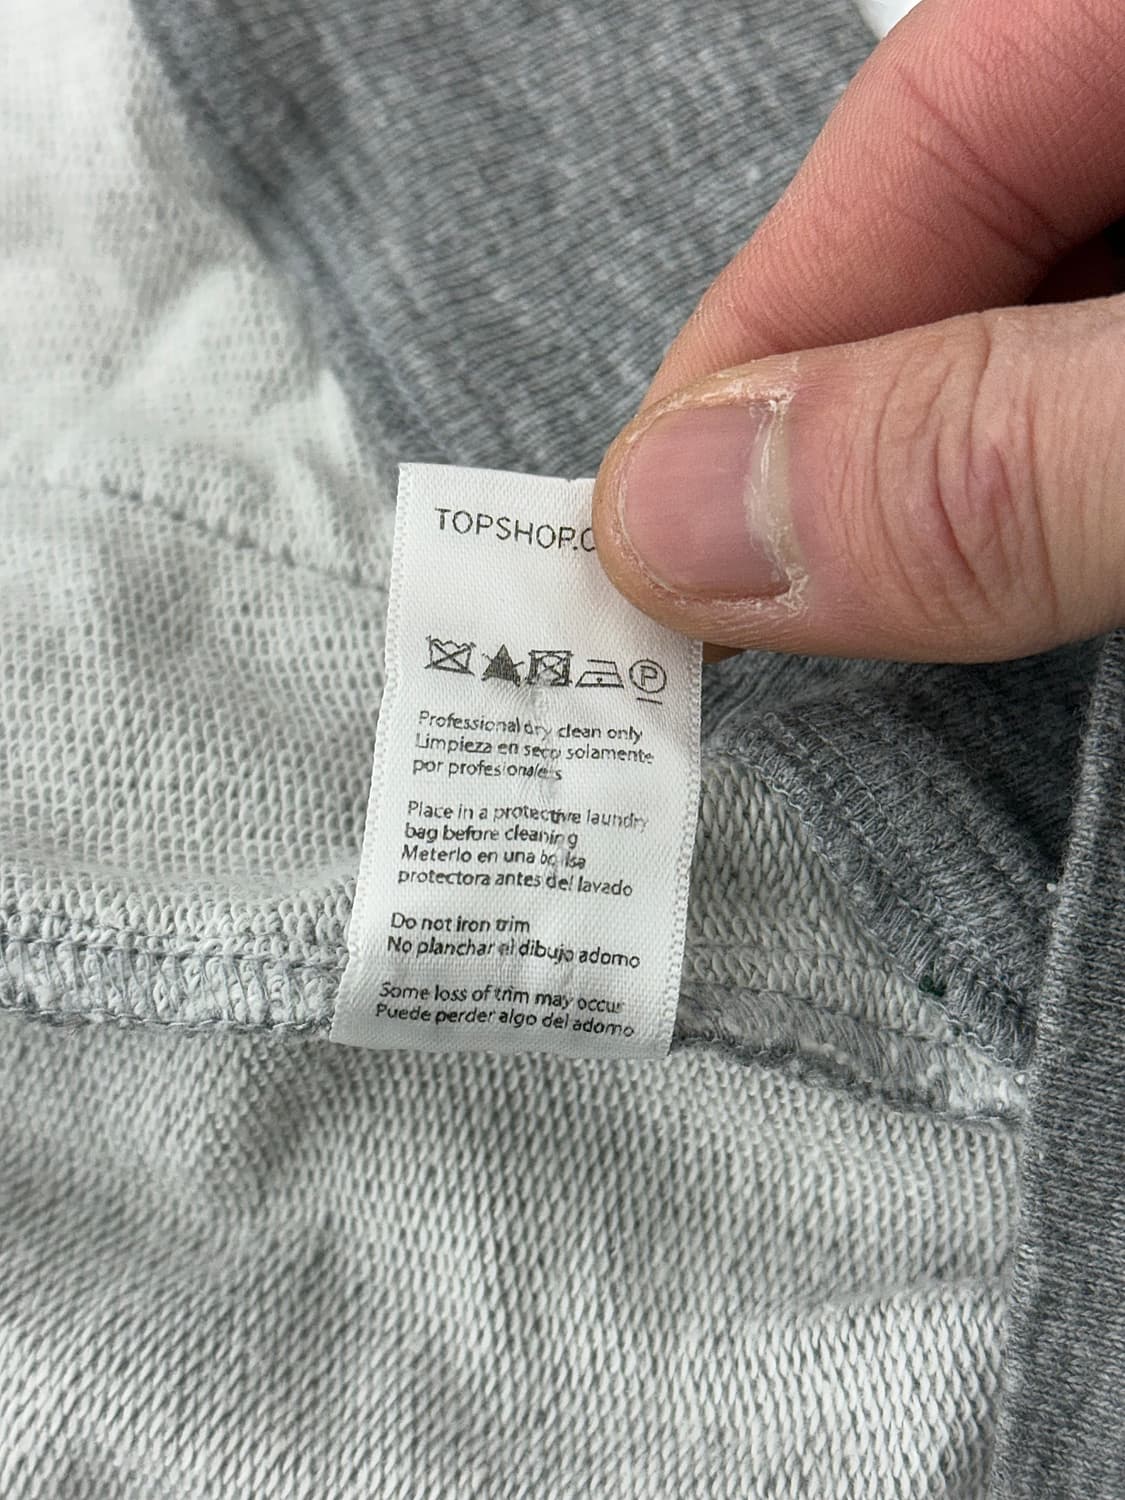 TOPSHOP.C
P
Professional dry clean only
Limpieza en seco solamente
por profesionales
Place in a protective laundry
bag before cleaning
Meterlo en una bolsa
protectora antes del lavado
Do not iron trim
No planchar el dibujo adorno
Some loss of trim may occur
Puede perder algo del adorno